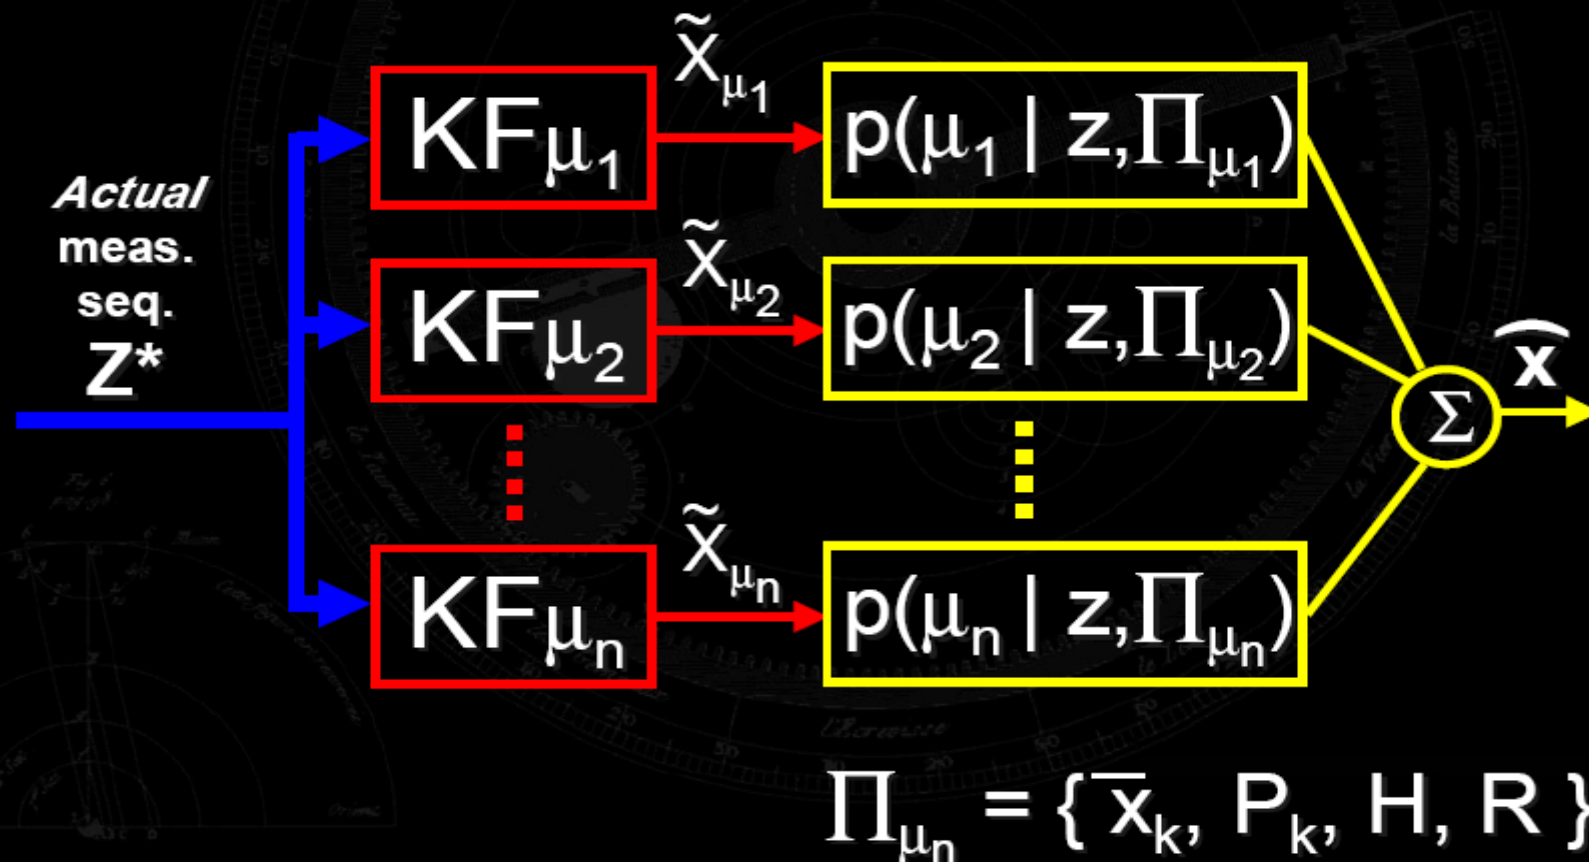 Actual
meas.
seq.
Z*
KFμ₁
x̃μ₁
p(μ₁ | z,Πμ₁)
KFμ₂
x̃μ₂
p(μ₂ | z,Πμ₂)
Σ
x̂
KFμₙ
x̃μₙ
p(μₙ | z,Πμₙ)
Πμₙ = { x̄ₖ, Pₖ, H, R }